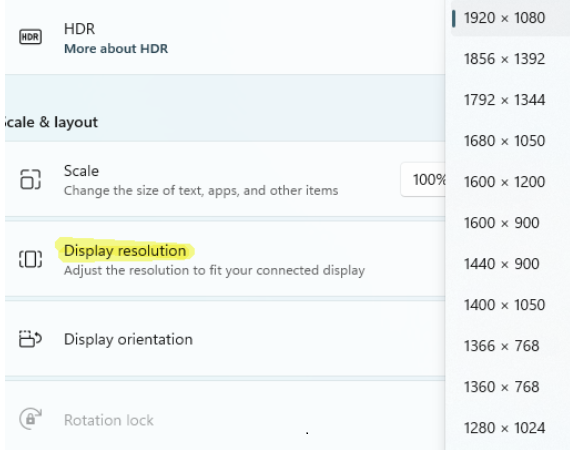 HDR
HDR
More about HDR
Scale & layout
Scale
Change the size of text, apps, and other items
100%
Display resolution
Adjust the resolution to fit your connected display
Display orientation
Rotation lock
1920 × 1080
1856 × 1392
1792 × 1344
1680 × 1050
1600 × 1200
1600 × 900
1440 × 900
1400 × 1050
1366 × 768
1360 × 768
1280 × 1024